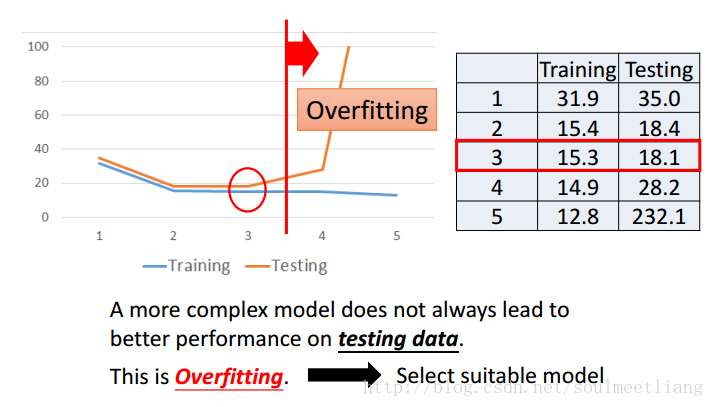 100
80
60
40
20
0
1 2 3 4 5
Training Testing
Overfitting
Training Testing
1 31.9 35.0
2 15.4 18.4
3 15.3 18.1
4 14.9 28.2
5 12.8 232.1
A more complex model does not always lead to
better performance on testing data.
This is Overfitting. Select suitable model
http://blog.csdn.net/soulmeetliang